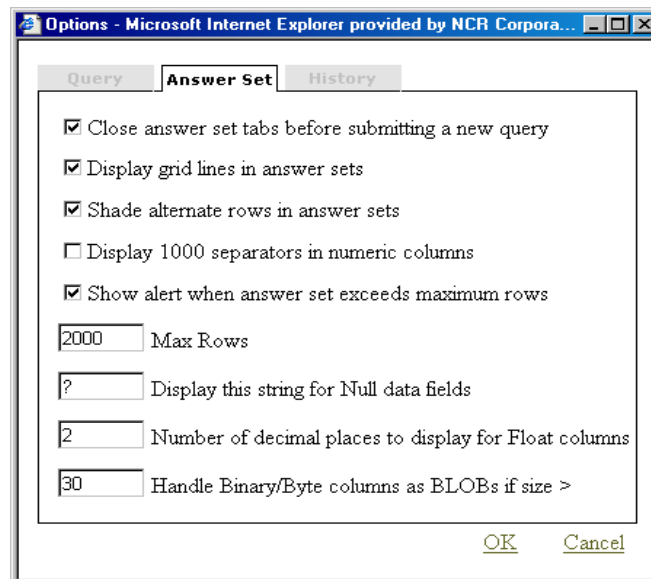 Options - Microsoft Internet Explorer provided by NCR Corpora...
Query Answer Set History
Close answer set tabs before submitting a new query
Display grid lines in answer sets
Shade alternate rows in answer sets
Display 1000 separators in numeric columns
Show alert when answer set exceeds maximum rows
2000 Max Rows
? Display this string for Null data fields
2 Number of decimal places to display for Float columns
30 Handle Binary/Byte columns as BLOBs if size >
OK Cancel